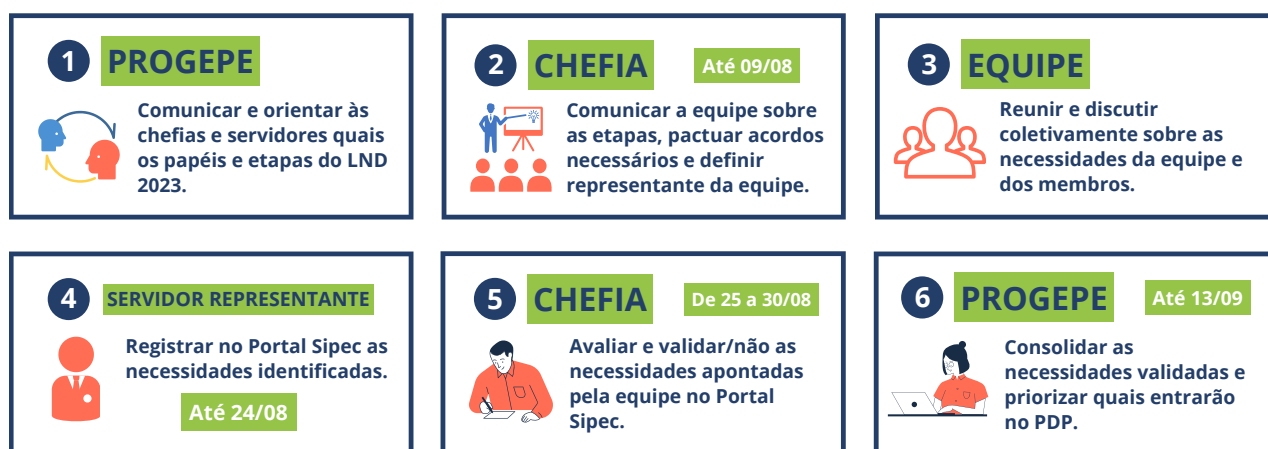 1 PROGEPE
Comunicar e orientar às
chefias e servidores quais
os papéis e etapas do LND
2023.
2 CHEFIA Até 09/08
Comunicar a equipe sobre
as etapas, pactuar acordos
necessários e definir
representante da equipe.
3 EQUIPE
Reunir e discutir
coletivamente sobre as
necessidades da equipe e
dos membros.
4 SERVIDOR REPRESENTANTE
Registrar no Portal Sipec as
necessidades identificadas.
Até 24/08
5 CHEFIA De 25 a 30/08
Avaliar e validar/não as
necessidades apontadas
pela equipe no Portal
Sipec.
6 PROGEPE Até 13/09
Consolidar as
necessidades validadas e
priorizar quais entrarão
no PDP.